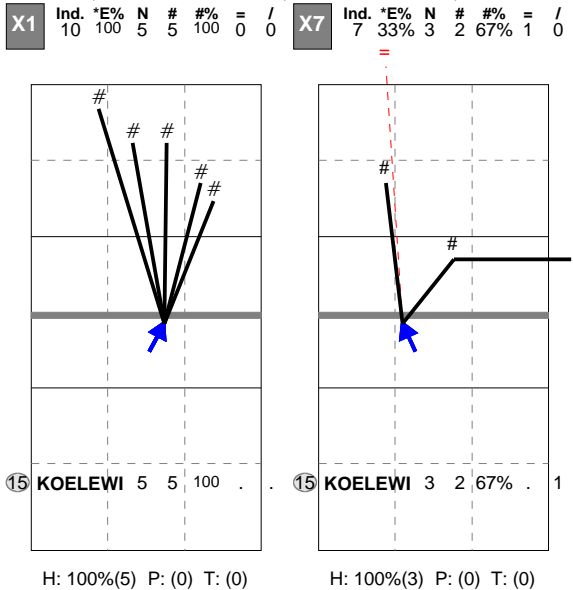 X1 Ind. *E% N # #% = /
10 100 5 5 100 0 0
#
# #
#
#
15 KOELEWI 5 5 100 . .
H: 100%(5) P: (0) T: (0)
X7 Ind. *E% N # #% = /
7 33% 3 2 67% 1 0
=
#
#
15 KOELEWI 3 2 67% . 1
H: 100%(3) P: (0) T: (0)